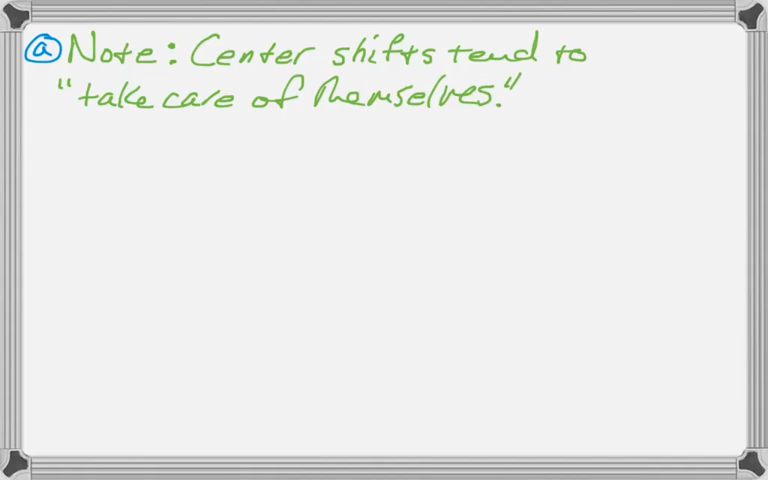 ⓐ Note: Center shifts tend to
"take care of themselves."